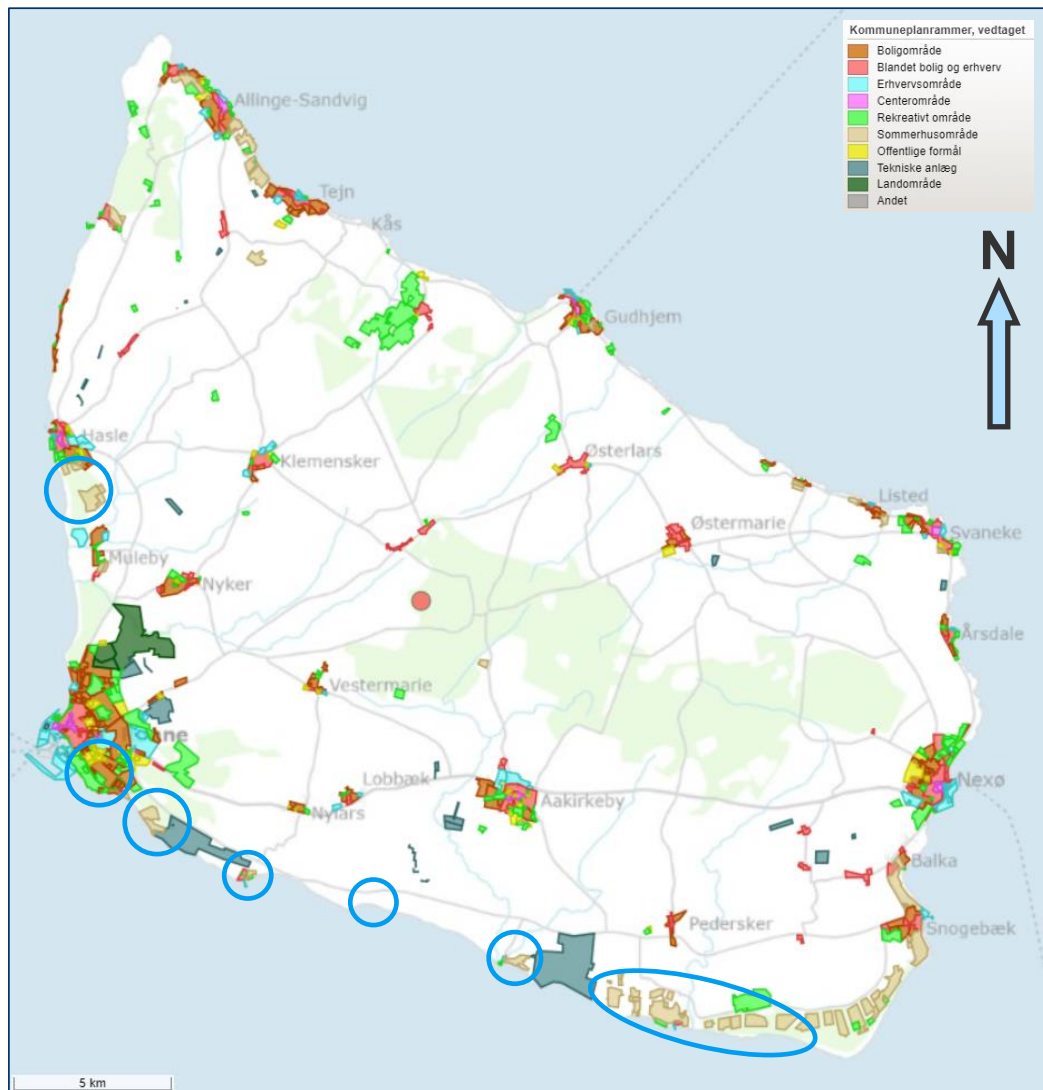 Kommuneplanrammer, vedtaget
Boligområde
Blandet bolig og erhverv
Erhvervsområde
Centerområde
Rekreativt område
Sommerhusområde
Offentlige formål
Tekniske anlæg
Landområde
Andet
N
Allinge-Sandvig
Tejn
Kås
Gudhjem
Hasle
Klemensker
Østerlars
Listed
Østermarie
Svaneke
Muleby
Nyker
Årsdale
Vestermarie
Lobbæk
Nylars
Aakirkeby
Nexø
Balka
Pedersker
Snogebæk
5 km